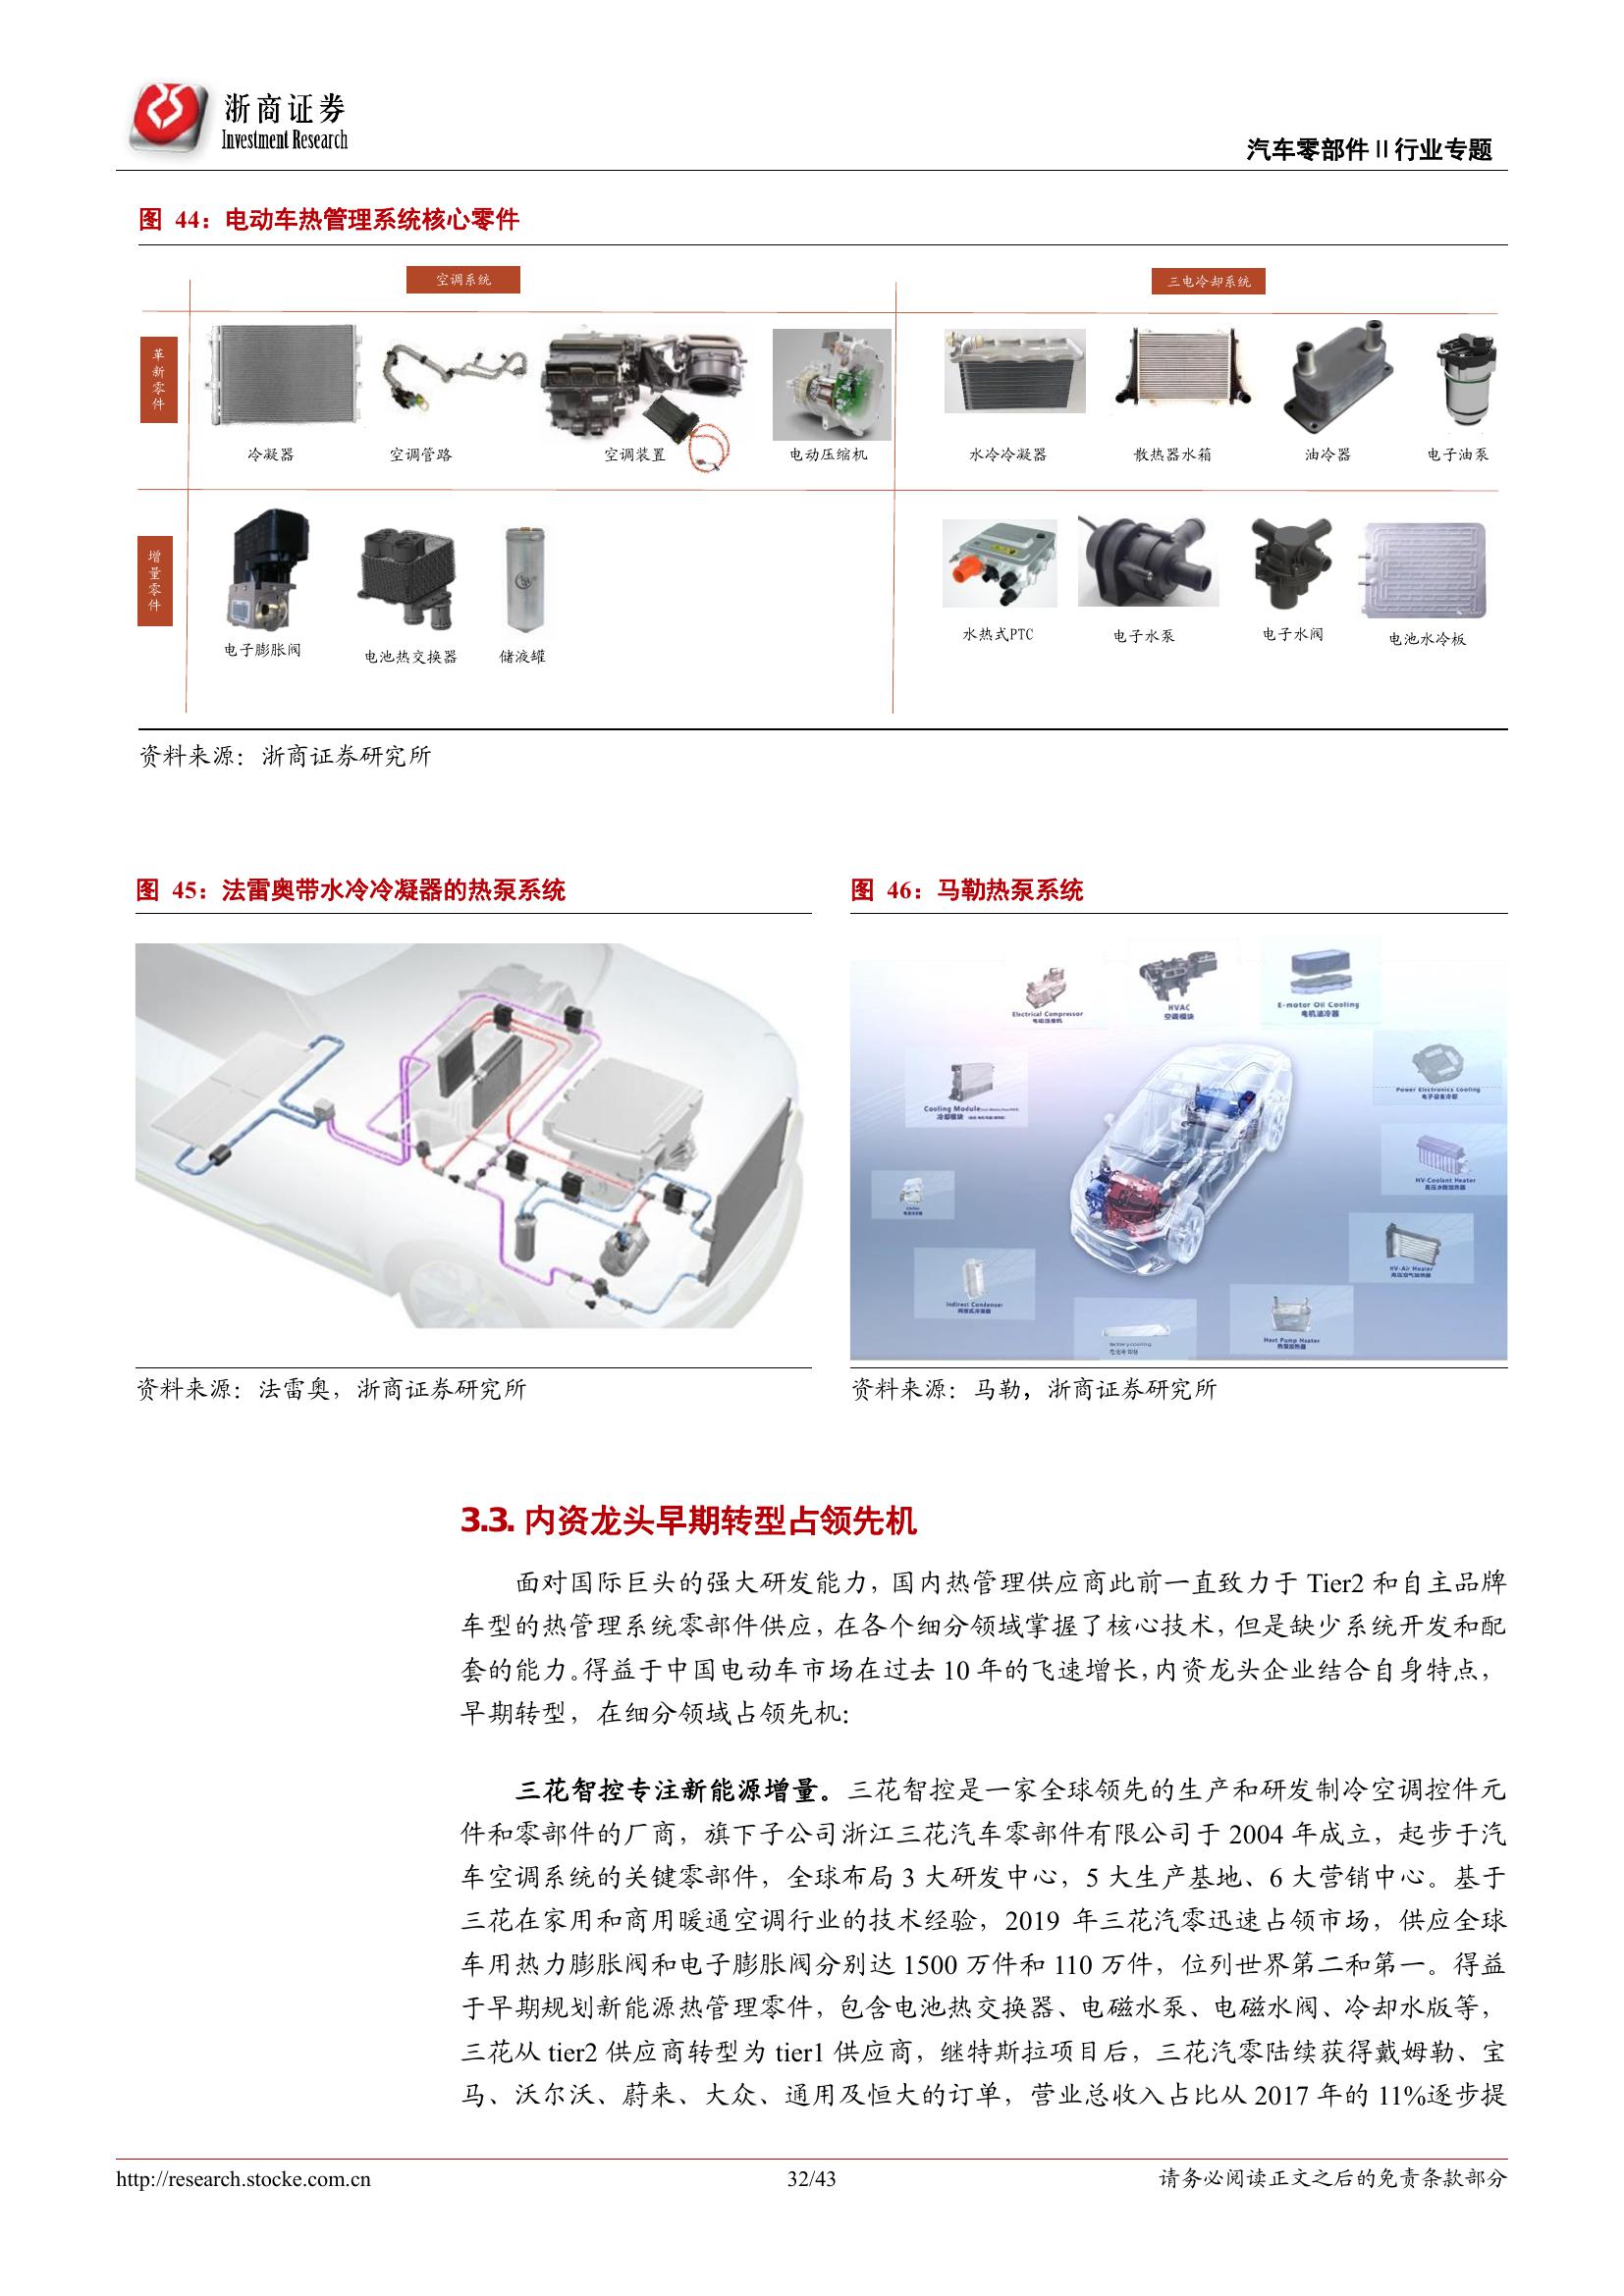 浙商证券
Investment Research
汽车零部件Ⅱ行业专题
图 44：电动车热管理系统核心零件
空调系统
三电冷却系统
革新零件
冷凝器
空调管路
空调装置
电动压缩机
水冷冷凝器
散热器水箱
油冷器
电子油泵
增量零件
电子膨胀阀
电池热交换器
储液罐
水热式PTC
电子水泵
电子水阀
电池水冷板
资料来源：浙商证券研究所
图 45：法雷奥带水冷冷凝器的热泵系统
图 46：马勒热泵系统
Electrical Compressor
电动压缩机
HVAC
空调模块
E-motor Oil Cooling
电机油冷器
Power Electronics Cooling
电子设备冷却
Cooling Module
冷却模块
HV-Coolant Heater
高压水暖加热器
HV-Air Heater
高压空气加热器
Indirect Condenser
Heat Pump Heater
热泵加热器
Battery cooling
资料来源：法雷奥，浙商证券研究所
资料来源：马勒，浙商证券研究所
3.3. 内资龙头早期转型占领先机
面对国际巨头的强大研发能力，国内热管理供应商此前一直致力于 Tier2 和自主品牌
车型的热管理系统零部件供应，在各个细分领域掌握了核心技术，但是缺少系统开发和配
套的能力。得益于中国电动车市场在过去 10 年的飞速增长，内资龙头企业结合自身特点，
早期转型，在细分领域占领先机：
三花智控专注新能源增量。三花智控是一家全球领先的生产和研发制冷空调控件元
件和零部件的厂商，旗下子公司浙江三花汽车零部件有限公司于 2004 年成立，起步于汽
车空调系统的关键零部件，全球布局 3 大研发中心，5 大生产基地、6 大营销中心。基于
三花在家用和商用暖通空调行业的技术经验，2019 年三花汽零迅速占领市场，供应全球
车用热力膨胀阀和电子膨胀阀分别达 1500 万件和 110 万件，位列世界第二和第一。得益
于早期规划新能源热管理零件，包含电池热交换器、电磁水泵、电磁水阀、冷却水版等，
三花从 tier2 供应商转型为 tier1 供应商，继特斯拉项目后，三花汽零陆续获得戴姆勒、宝
马、沃尔沃、蔚来、大众、通用及恒大的订单，营业总收入占比从 2017 年的 11%逐步提
http://research.stocke.com.cn
32/43
请务必阅读正文之后的免责条款部分